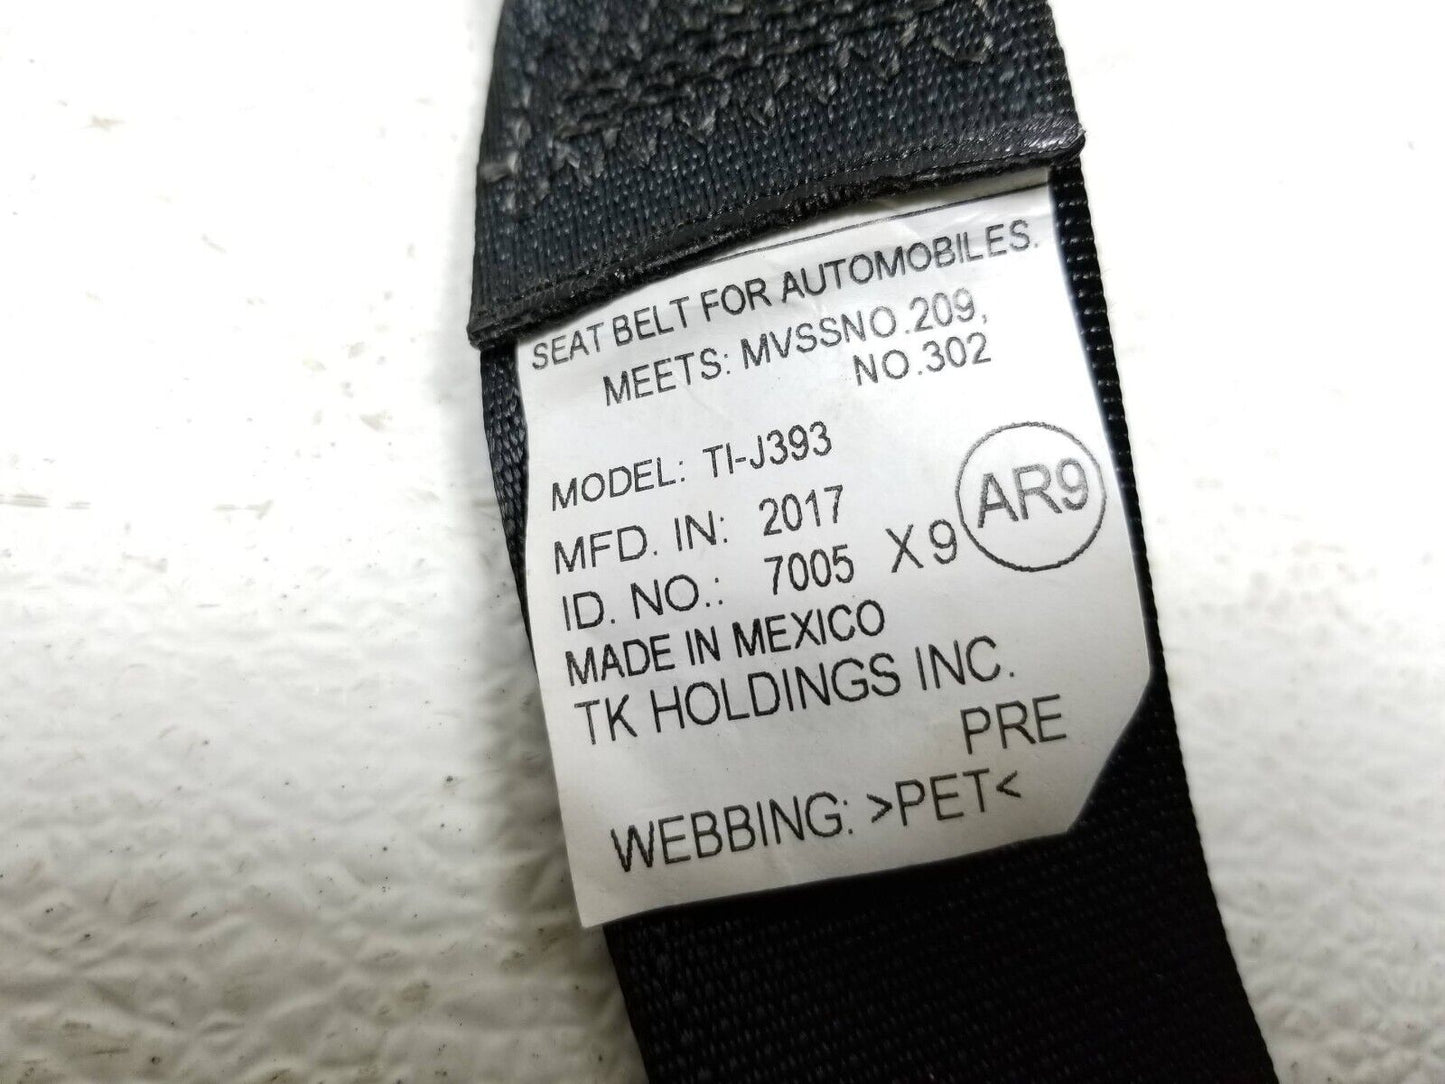 SEAT BELT FOR AUTOMOBILES.
MEETS: MVSSNO.209,
NO.302
MODEL: TI-J393
MFD. IN: 2017
ID. NO.: 7005 X9 AR9
MADE IN MEXICO
TK HOLDINGS INC.
PRE
WEBBING: >PET<